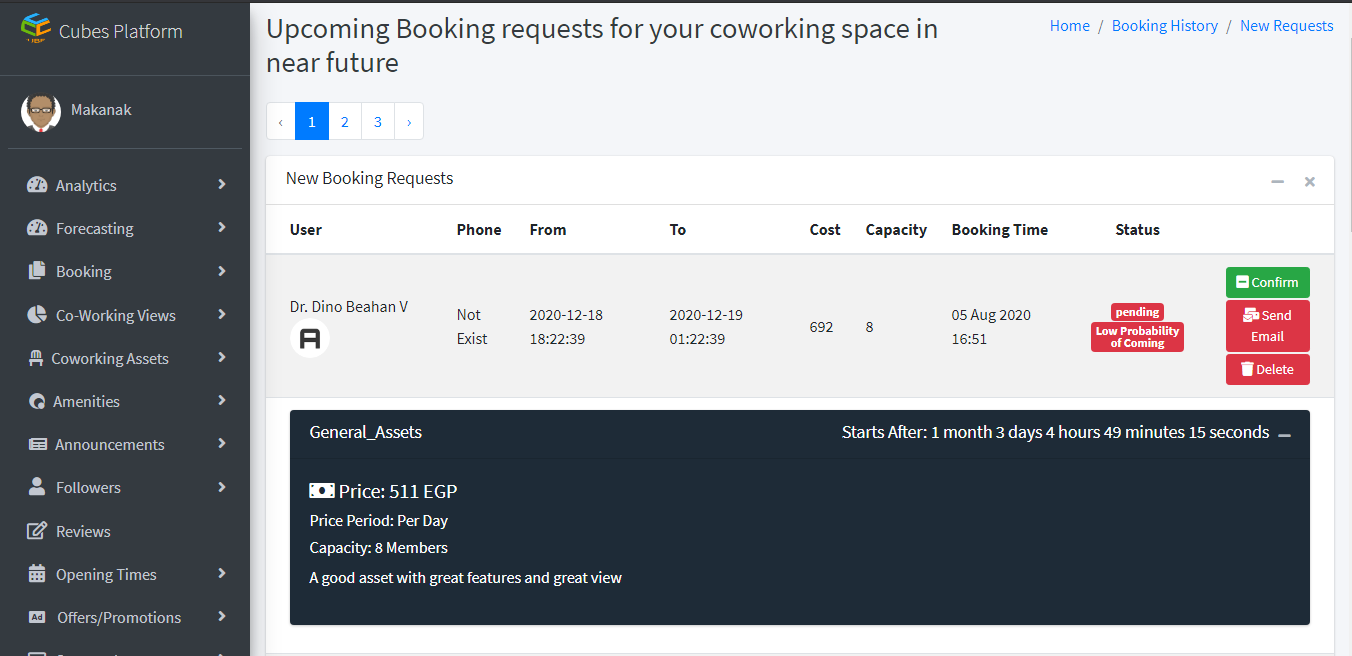 Cubes Platform
Makanak
Analytics
Forecasting
Booking
Co-Working Views
Coworking Assets
Amenities
Announcements
Followers
Reviews
Opening Times
Ad Offers/Promotions
Upcoming Booking requests for your coworking space in
near future
Home / Booking History / New Requests
‹ 1 2 3 ›
New Booking Requests
User Phone From To Cost Capacity Booking Time Status
Dr. Dino Beahan V
A
Not
Exist
2020-12-18
18:22:39
2020-12-19
01:22:39
692
8
05 Aug 2020
16:51
pending
Low Probability
of Coming
Confirm
Send
Email
Delete
General_Assets
Starts After: 1 month 3 days 4 hours 49 minutes 15 seconds
Price: 511 EGP
Price Period: Per Day
Capacity: 8 Members
A good asset with great features and great view